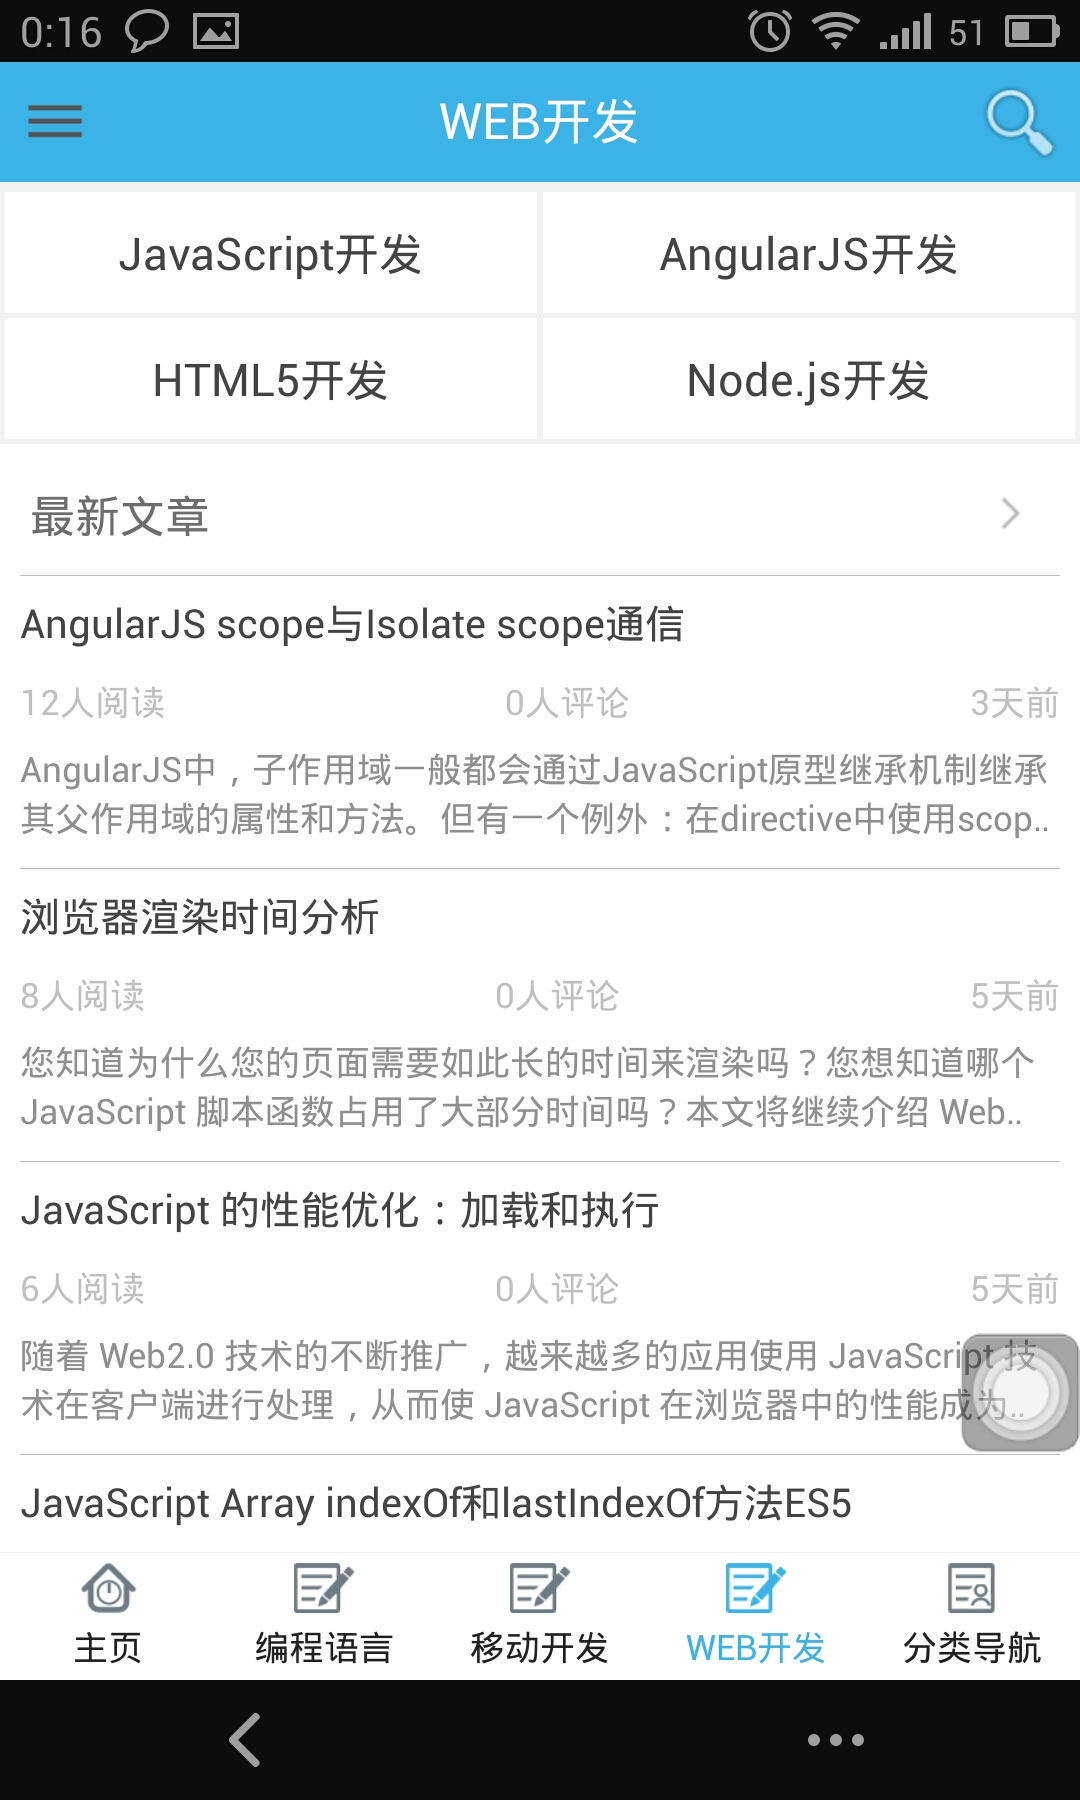 0:16
51
WEB开发
JavaScript开发
AngularJS开发
HTML5开发
Node.js开发
最新文章
AngularJS scope与Isolate scope通信
12人阅读
0人评论
3天前
AngularJS中，子作用域一般都会通过JavaScript原型继承机制继承
其父作用域的属性和方法。但有一个例外：在directive中使用scop..
浏览器渲染时间分析
8人阅读
0人评论
5天前
您知道为什么您的页面需要如此长的时间来渲染吗？您想知道哪个
JavaScript 脚本函数占用了大部分时间吗？本文将继续介绍 Web..
JavaScript 的性能优化：加载和执行
6人阅读
0人评论
5天前
随着 Web2.0 技术的不断推广，越来越多的应用使用 JavaScript 技
术在客户端进行处理，从而使 JavaScript 在浏览器中的性能成为..
JavaScript Array indexOf和lastIndexOf方法ES5
主页
编程语言
移动开发
WEB开发
分类导航